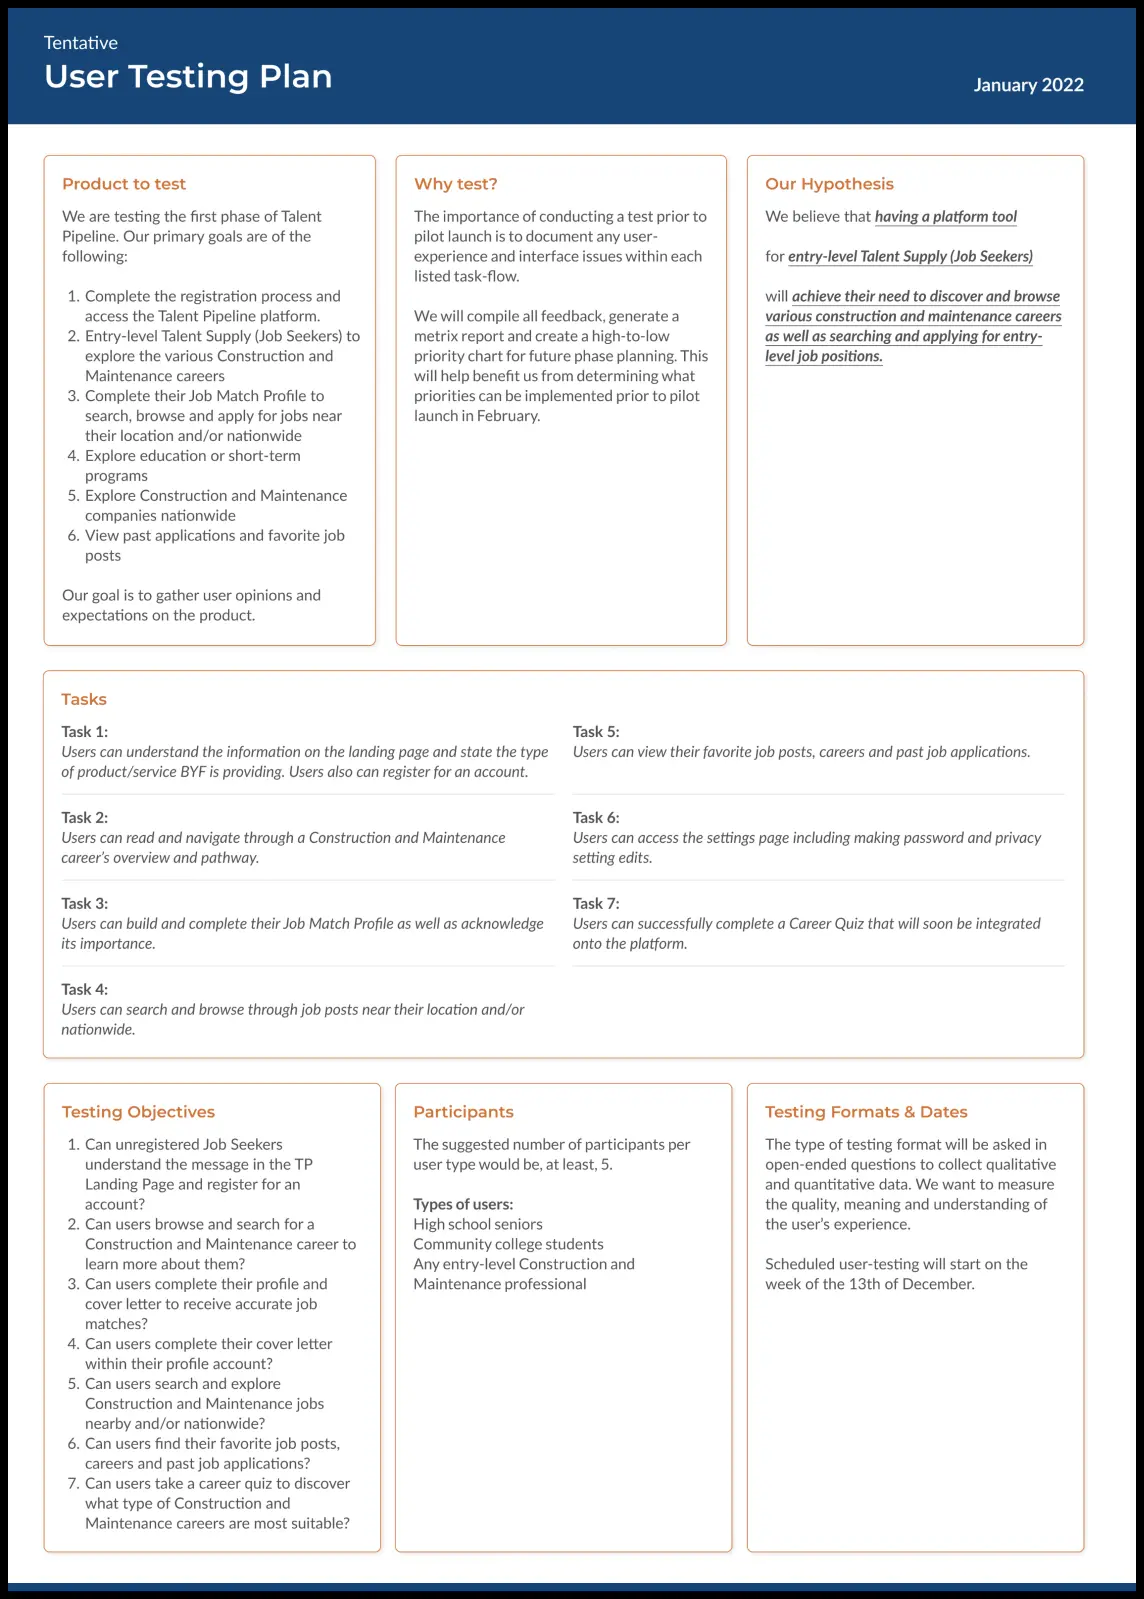 Tentative
User Testing Plan
January 2022
Product to test
We are testing the first phase of Talent
Pipeline. Our primary goals are of the
following:
1. Complete the registration process and
access the Talent Pipeline platform.
2. Entry-level Talent Supply (Job Seekers) to
explore the various Construction and
Maintenance careers
3. Complete their Job Match Profile to
search, browse and apply for jobs near
their location and/or nationwide
4. Explore education or short-term
programs
5. Explore Construction and Maintenance
companies nationwide
6. View past applications and favorite job
posts
Our goal is to gather user opinions and
expectations on the product.
Why test?
The importance of conducting a test prior to
pilot launch is to document any user-
experience and interface issues within each
listed task-flow.
We will compile all feedback, generate a
metrix report and create a high-to-low
priority chart for future phase planning. This
will help benefit us from determining what
priorities can be implemented prior to pilot
launch in February.
Our Hypothesis
We believe that having a platform tool
for entry-level Talent Supply (Job Seekers)
will achieve their need to discover and browse
various construction and maintenance careers
as well as searching and applying for entry-
level job positions.
Tasks
Task 1:
Users can understand the information on the landing page and state the type
of product/service BYF is providing. Users also can register for an account.
Task 2:
Users can read and navigate through a Construction and Maintenance
career's overview and pathway.
Task 3:
Users can build and complete their Job Match Profile as well as acknowledge
its importance.
Task 4:
Users can search and browse through job posts near their location and/or
nationwide.
Task 5:
Users can view their favorite job posts, careers and past job applications.
Task 6:
Users can access the settings page including making password and privacy
setting edits.
Task 7:
Users can successfully complete a Career Quiz that will soon be integrated
onto the platform.
Testing Objectives
1. Can unregistered Job Seekers
understand the message in the TP
Landing Page and register for an
account?
2. Can users browse and search for a
Construction and Maintenance career to
learn more about them?
3. Can users complete their profile and
cover letter to receive accurate job
matches?
4. Can users complete their cover letter
within their profile account?
5. Can users search and explore
Construction and Maintenance jobs
nearby and/or nationwide?
6. Can users find their favorite job posts,
careers and past job applications?
7. Can users take a career quiz to discover
what type of Construction and
Maintenance careers are most suitable?
Participants
The suggested number of participants per
user type would be, at least, 5.
Types of users:
High school seniors
Community college students
Any entry-level Construction and
Maintenance professional
Testing Formats & Dates
The type of testing format will be asked in
open-ended questions to collect qualitative
and quantitative data. We want to measure
the quality, meaning and understanding of
the user's experience.
Scheduled user-testing will start on the
week of the 13th of December.